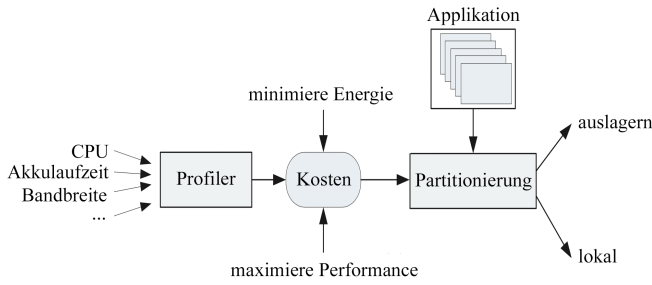 Applikation
minimiere Energie
auslagern
CPU
Akkulaufzeit
Bandbreite
...
Profiler
Kosten
Partitionierung
maximiere Performance
lokal